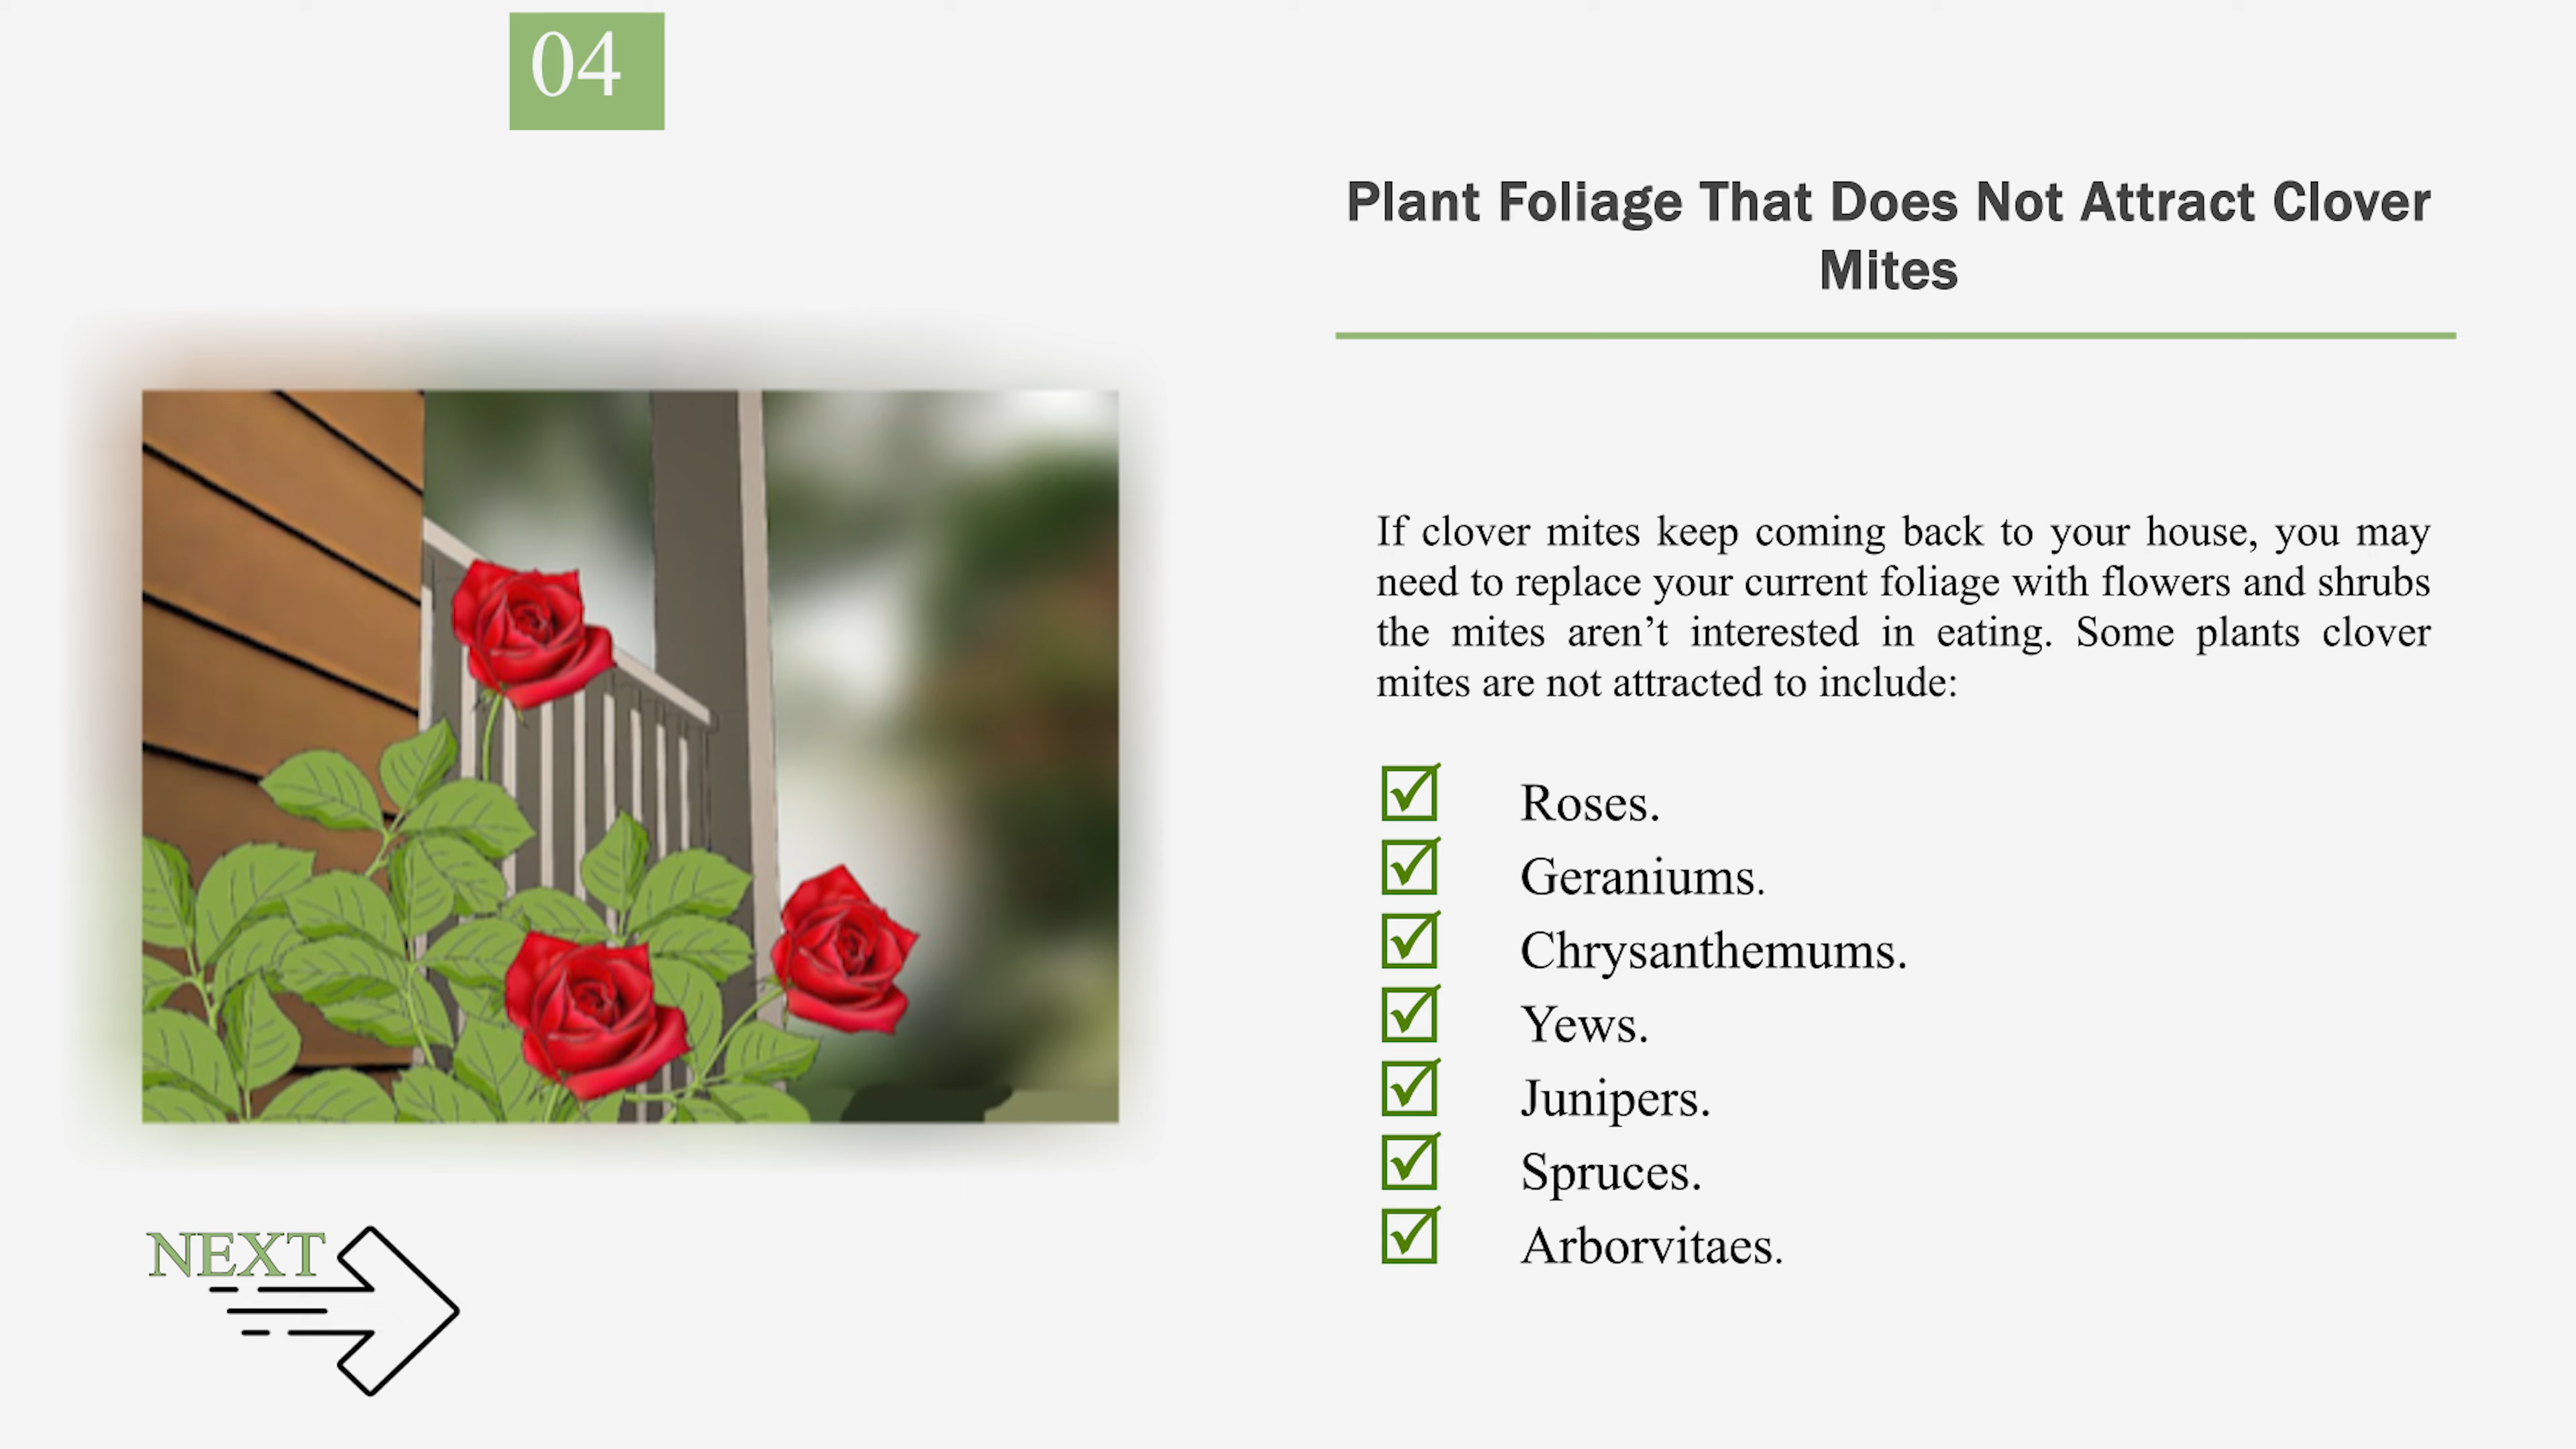 04
Plant Foliage That Does Not Attract Clover
Mites
If clover mites keep coming back to your house, you may
need to replace your current foliage with flowers and shrubs
the mites aren’t interested in eating. Some plants clover
mites are not attracted to include:
Roses.
Geraniums.
Chrysanthemums.
Yews.
Junipers.
Spruces.
Arborvitaes.
NEXT